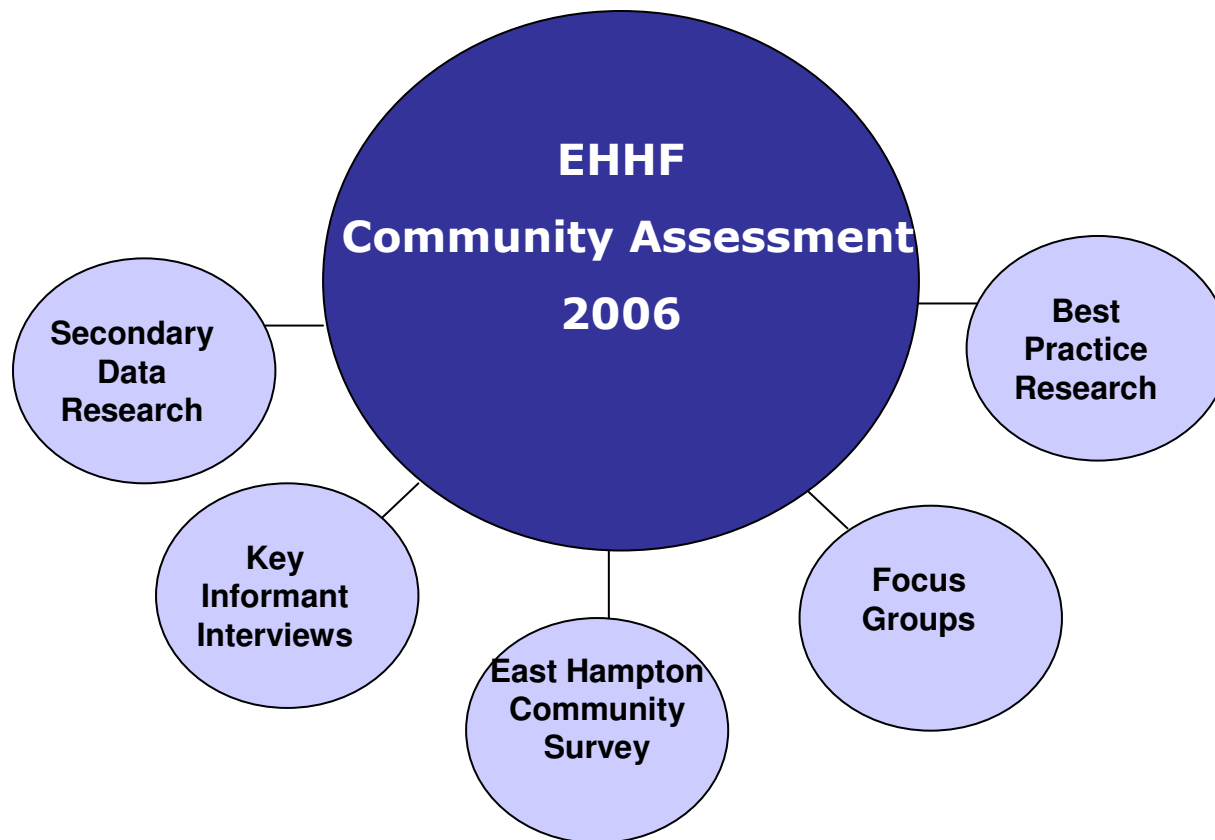 EHHF
Community Assessment
2006
Secondary
Data
Research
Key
Informant
Interviews
East Hampton
Community
Survey
Focus
Groups
Best
Practice
Research